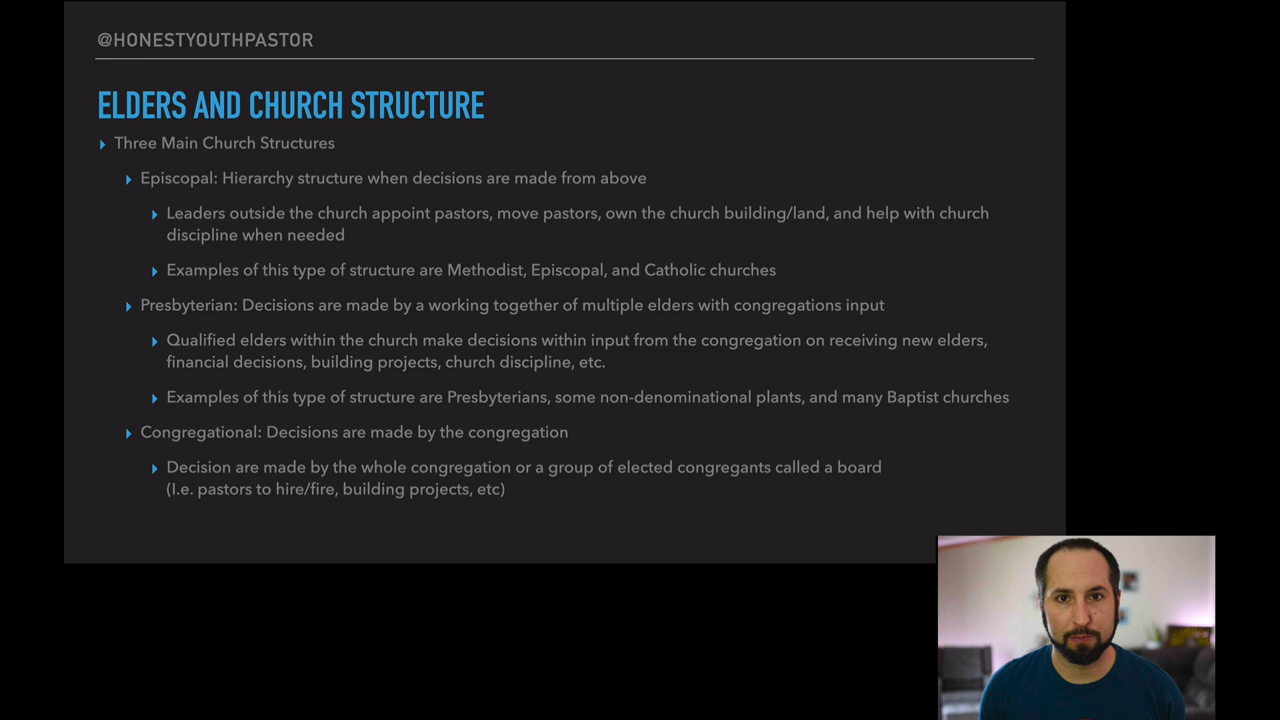 @HONESTYOUTHPASTOR
ELDERS AND CHURCH STRUCTURE
Three Main Church Structures
Episcopal: Hierarchy structure when decisions are made from above
Leaders outside the church appoint pastors, move pastors, own the church building/land, and help with church
discipline when needed
Examples of this type of structure are Methodist, Episcopal, and Catholic churches
Presbyterian: Decisions are made by a working together of multiple elders with congregations input
Qualified elders within the church make decisions within input from the congregation on receiving new elders,
financial decisions, building projects, church discipline, etc.
Examples of this type of structure are Presbyterians, some non-denominational plants, and many Baptist churches
Congregational: Decisions are made by the congregation
Decision are made by the whole congregation or a group of elected congregants called a board
(I.e. pastors to hire/fire, building projects, etc)